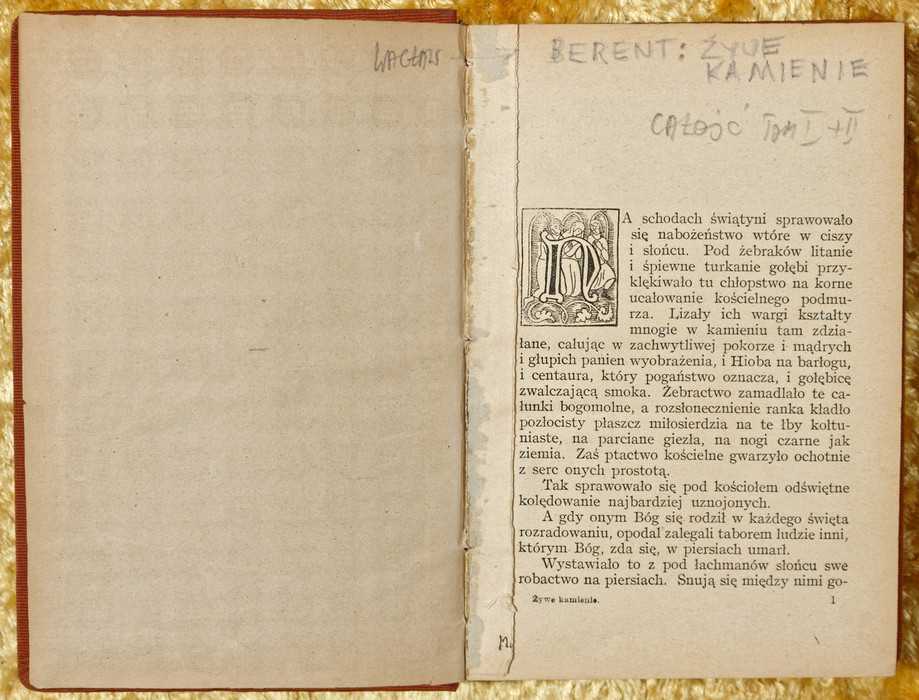 WACŁAW
BERENT: ŻYWE
KAMIENIE
CAŁOŚĆ Tom I + II
NA schodach świątyni sprawowało
się nabożeństwo wtóre w ciszy
i słońcu. Pod żebraków litanie
i śpiewne turkanie gołębi przy-
klękiwało tu chłopstwo na korne
ucałowanie kościelnego podmu-
rza. Lizały ich wargi kształty
mnogie w kamieniu tam zdzia-
łane, całując w zachwytliwej pokorze i mądrych
i głupich panien wyobrażenia, i Hioba na barłogu,
i centaura, który pogaństwo oznacza, i gołębicę
zwalczającą smoka. Żebractwo zamadlało te ca-
łunki bogomolne, a rozsłonecznienie ranka kładło
pozłocisty płaszcz miłosierdzia na te łby kołtu-
niaste, na parciane giezła, na nogi czarne jak
ziemia. Zaś ptactwo kościelne gwarzyło ochotnie
z serc onych prostotą.
Tak sprawowało się pod kościołem odświętne
kolędowanie najbardziej uznojonych.
A gdy onym Bóg się rodził w każdego święta
rozradowaniu, opodal zalegali taborem ludzie inni,
którym Bóg, zda się, w piersiach umarł.
Wystawiało to z pod łachmanów słońcu swe
robactwo na piersiach. Snują się między nimi go-
Żywe kamienie. 1